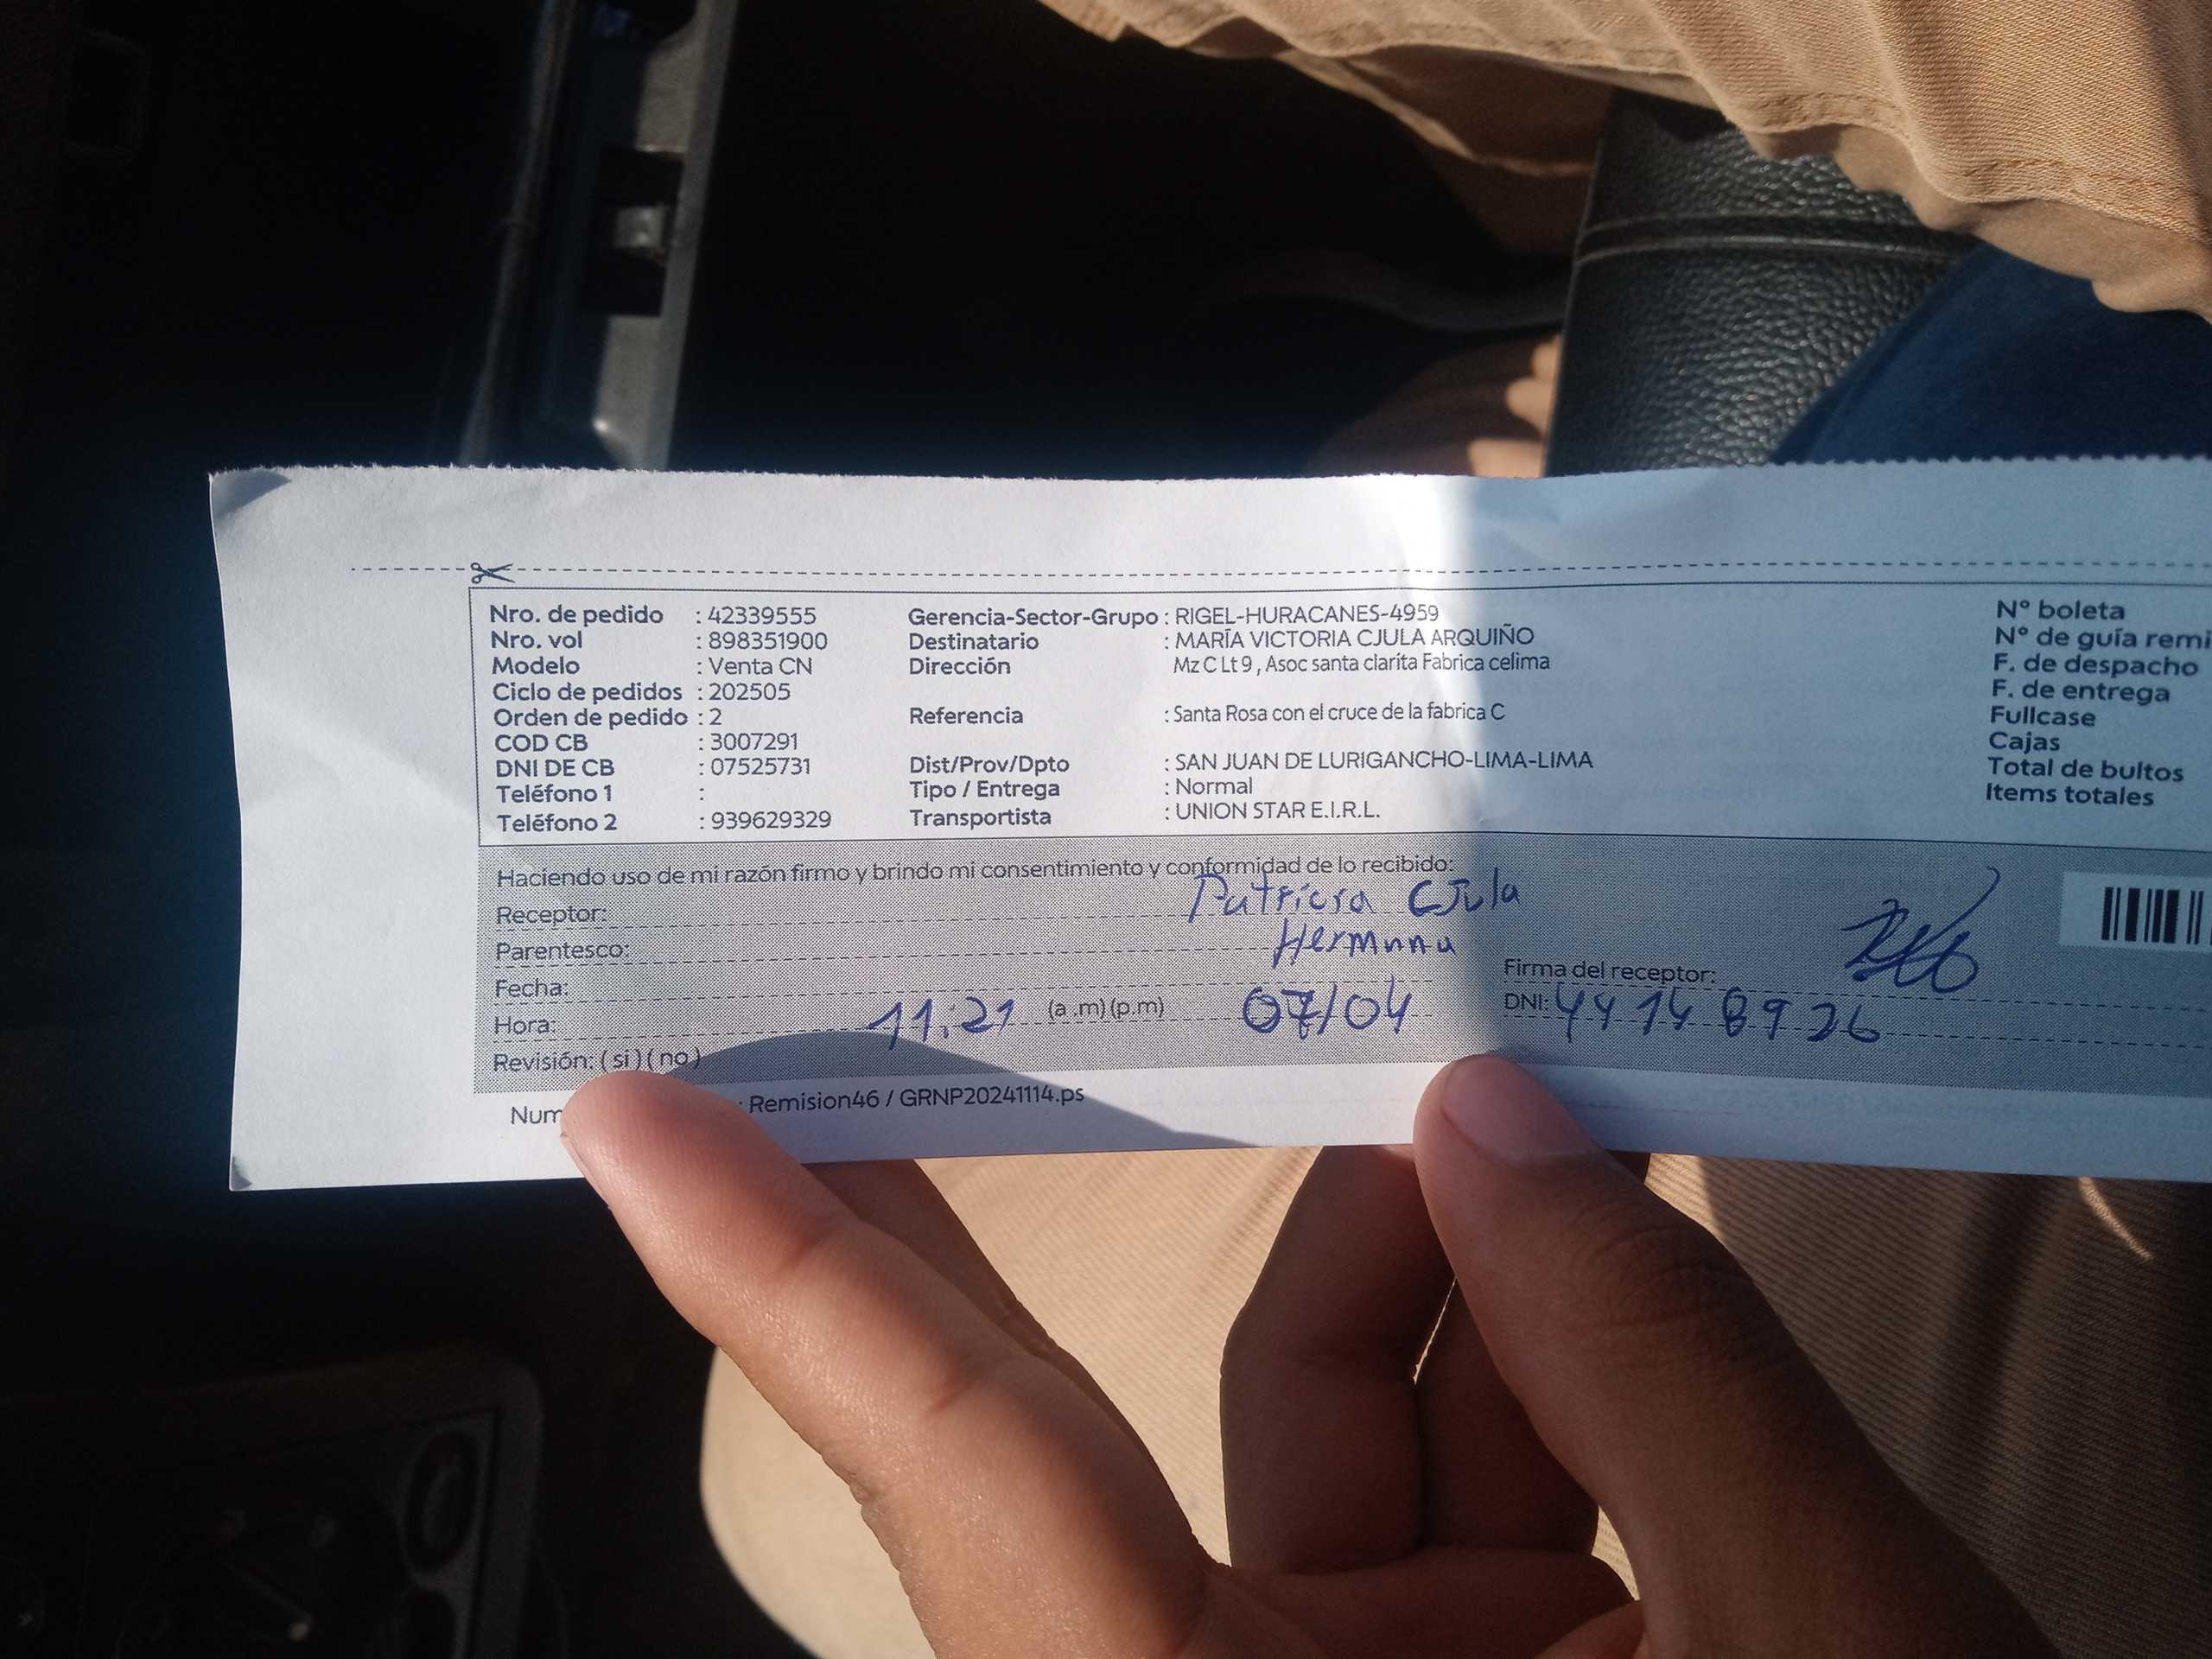 Nro. de pedido : 42339555 Gerencia-Sector-Grupo : RIGEL-HURACANES-4959 N° boleta
Nro. vol : 898351900 Destinatario : MARÍA VICTORIA CJULA ARQUIÑO N° de guía remi
Modelo : Venta CN Dirección Mz C Lt 9 , Asoc santa clarita Fabrica celima F. de despacho
Ciclo de pedidos : 202505 F. de entrega
Orden de pedido : 2 Referencia : Santa Rosa con el cruce de la fabrica C Fullcase
COD CB : 3007291 Cajas
DNI DE CB : 07525731 Dist/Prov/Dpto : SAN JUAN DE LURIGANCHO-LIMA-LIMA Total de bultos
Teléfono 1 : Tipo / Entrega : Normal Items totales
Teléfono 2 : 939629329 Transportista : UNION STAR E.I.R.L.
Haciendo uso de mi razón firmo y brindo mi consentimiento y conformidad de lo recibido:
Receptor: Patricia CJula
Parentesco: Hermana
Fecha: Firma del receptor:
Hora: 11:21 (a .m) (p.m) 07/04 DNI: 44148926
Revisión: ( si ) ( no )
Num : Remision46 / GRNP20241114.ps